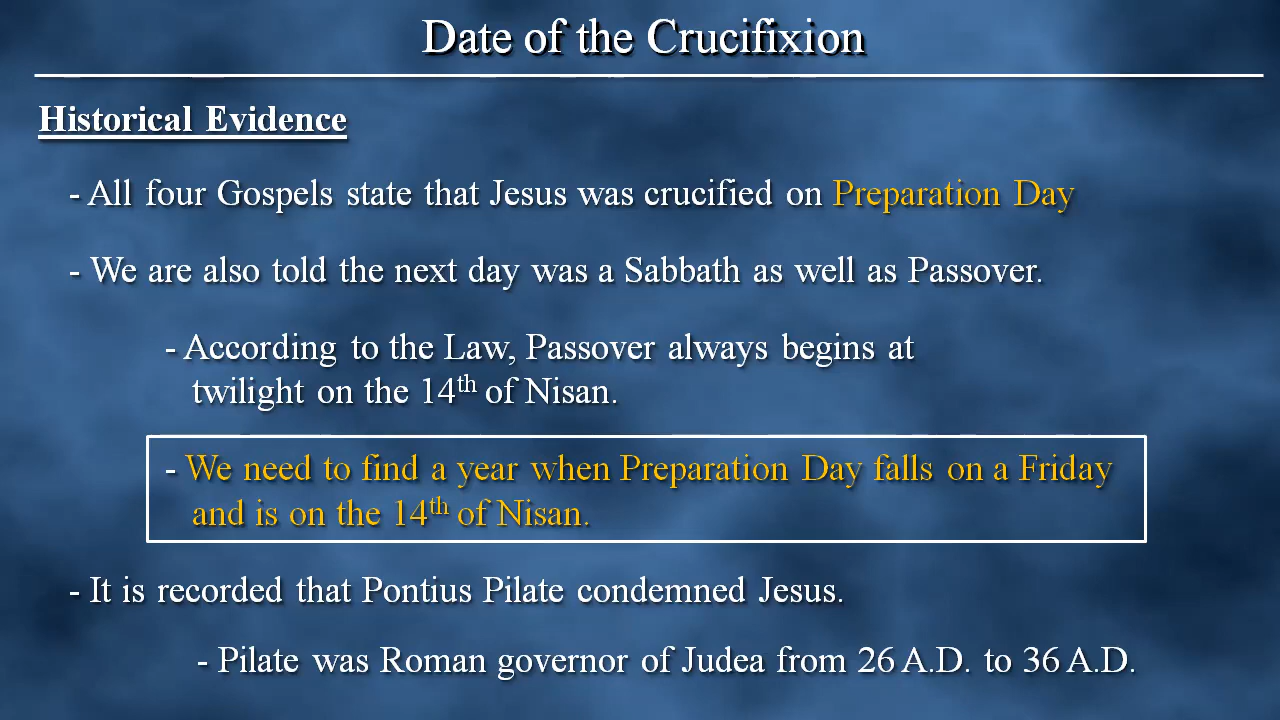 Date of the Crucifixion
Historical Evidence
- All four Gospels state that Jesus was crucified on Preparation Day
- We are also told the next day was a Sabbath as well as Passover.
- According to the Law, Passover always begins at
twilight on the 14th of Nisan.
- We need to find a year when Preparation Day falls on a Friday
and is on the 14th of Nisan.
- It is recorded that Pontius Pilate condemned Jesus.
- Pilate was Roman governor of Judea from 26 A.D. to 36 A.D.